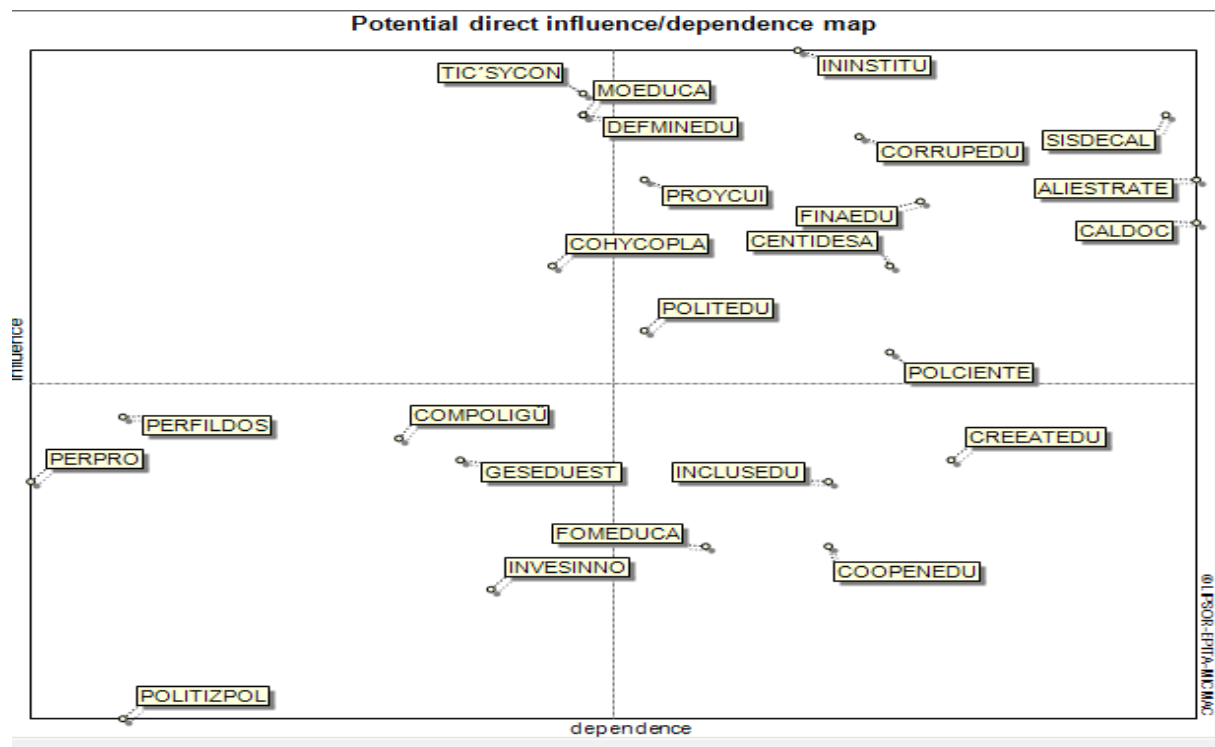 Potential direct influence/dependence map
ININSTITU
TIC´SYCON
MOEDUCA
DEFMINEDU
SISDECAL
CORRUPEDU
ALIESTRATE
PROYCUI
FINAEDU
CALDOC
COHYCOPLA
CENTIDESA
POLITEDU
influence
POLCIENTE
COMPOLIGÜ
PERFILDOS
CREEATEDU
PERPRO
GESEDUEST
INCLUSEDU
FOMEDUCA
INVESINNO
COOPENEDU
POLITIZPOL
dependence
© LIPSOR-EPITA-MICMAC